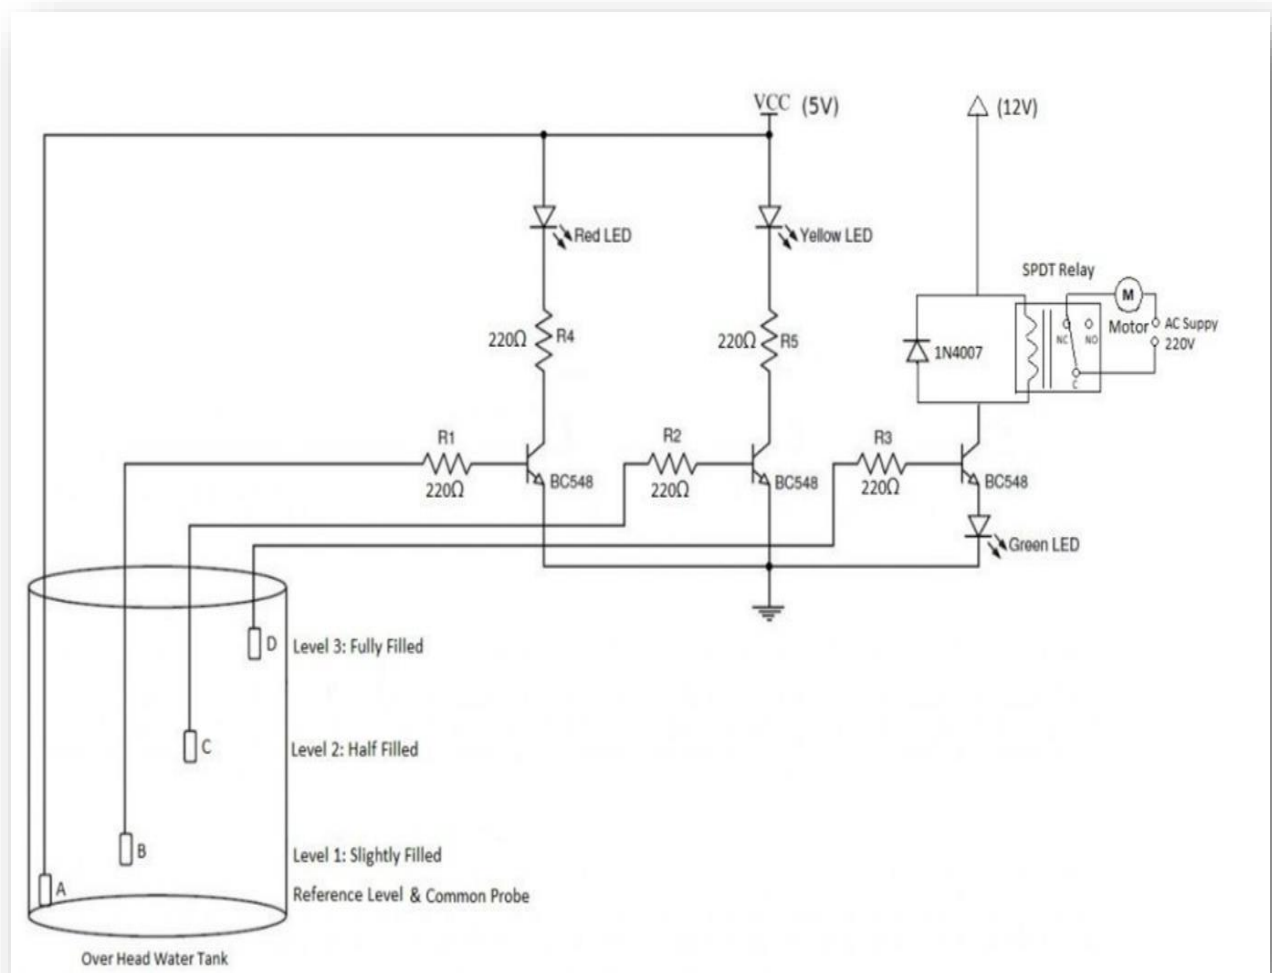 VCC (5V)
(12V)
Red LED
Yellow LED
SPDT Relay
M
Motor
AC Suppy
220V
NC
NO
C
220Ω
R4
220Ω
R5
1N4007
R1
220Ω
BC548
R2
220Ω
BC548
R3
220Ω
BC548
Green LED
D
Level 3: Fully Filled
C
Level 2: Half Filled
B
Level 1: Slightly Filled
A
Reference Level & Common Probe
Over Head Water Tank